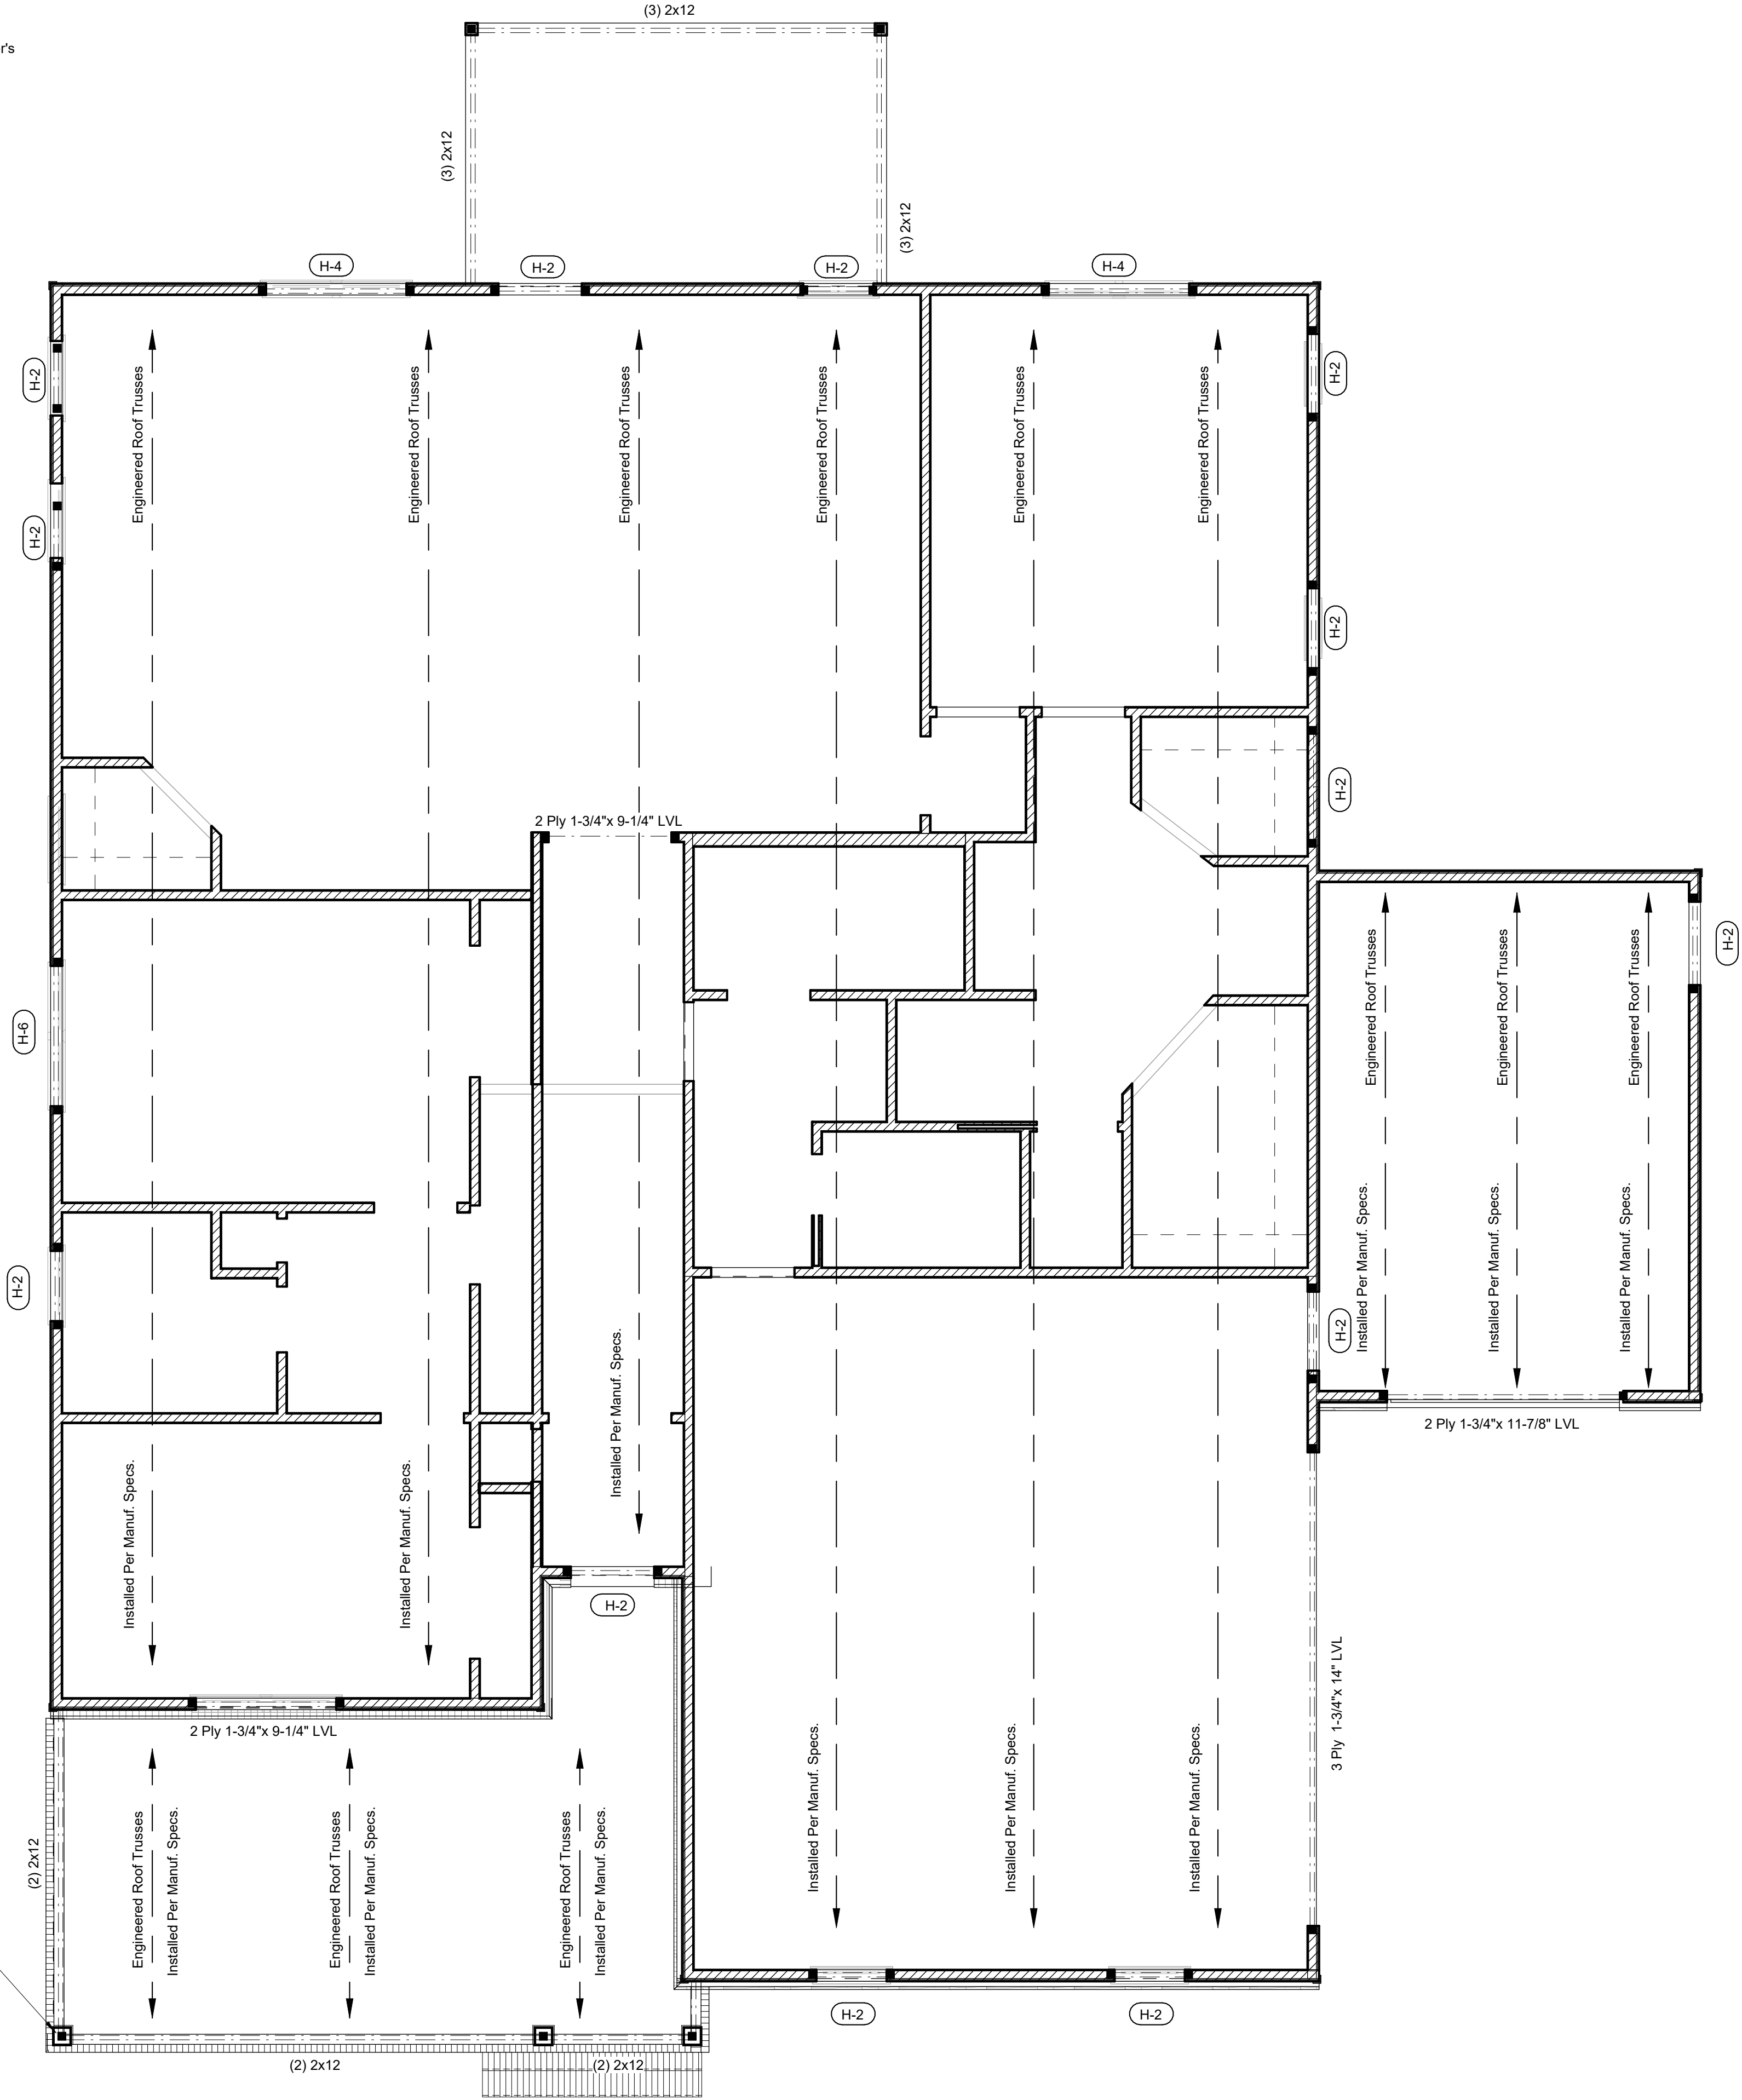 (3) 2x12
r's
(3) 2x12
(3) 2x12
H-4
H-2
H-2
H-4
H-2
H-2
Engineered Roof Trusses
Engineered Roof Trusses
Engineered Roof Trusses
Engineered Roof Trusses
Engineered Roof Trusses
Engineered Roof Trusses
H-2
H-2
H-2
2 Ply 1-3/4"x 9-1/4" LVL
H-2
Engineered Roof Trusses
Engineered Roof Trusses
Engineered Roof Trusses
H-6
H-2
Installed Per Manuf. Specs.
Installed Per Manuf. Specs.
Installed Per Manuf. Specs.
H-2
Installed Per Manuf. Specs.
2 Ply 1-3/4"x 11-7/8" LVL
Installed Per Manuf. Specs.
Installed Per Manuf. Specs.
H-2
3 Ply 1-3/4"x 14" LVL
2 Ply 1-3/4"x 9-1/4" LVL
Installed Per Manuf. Specs.
Installed Per Manuf. Specs.
Installed Per Manuf. Specs.
(2) 2x12
Engineered Roof Trusses
Installed Per Manuf. Specs.
Engineered Roof Trusses
Installed Per Manuf. Specs.
Engineered Roof Trusses
Installed Per Manuf. Specs.
H-2
H-2
(2) 2x12
(2) 2x12